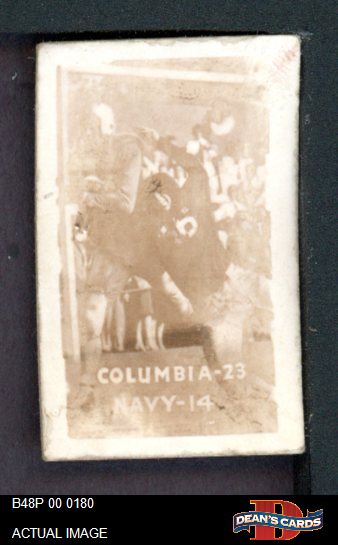 COLUMBIA-23
NAVY-14
B48P 00 0180
ACTUAL IMAGE
DEAN'S CARDS